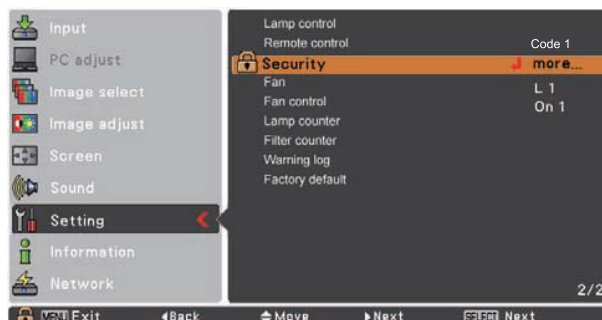 Input
PC adjust
Image select
Image adjust
Screen
Sound
Setting
Information
Network
Lamp control
Remote control Code 1
Security more...
Fan L 1
Fan control On 1
Lamp counter
Filter counter
Warning log
Factory default
2/2
MENU Exit Back Move Next SELECT Next